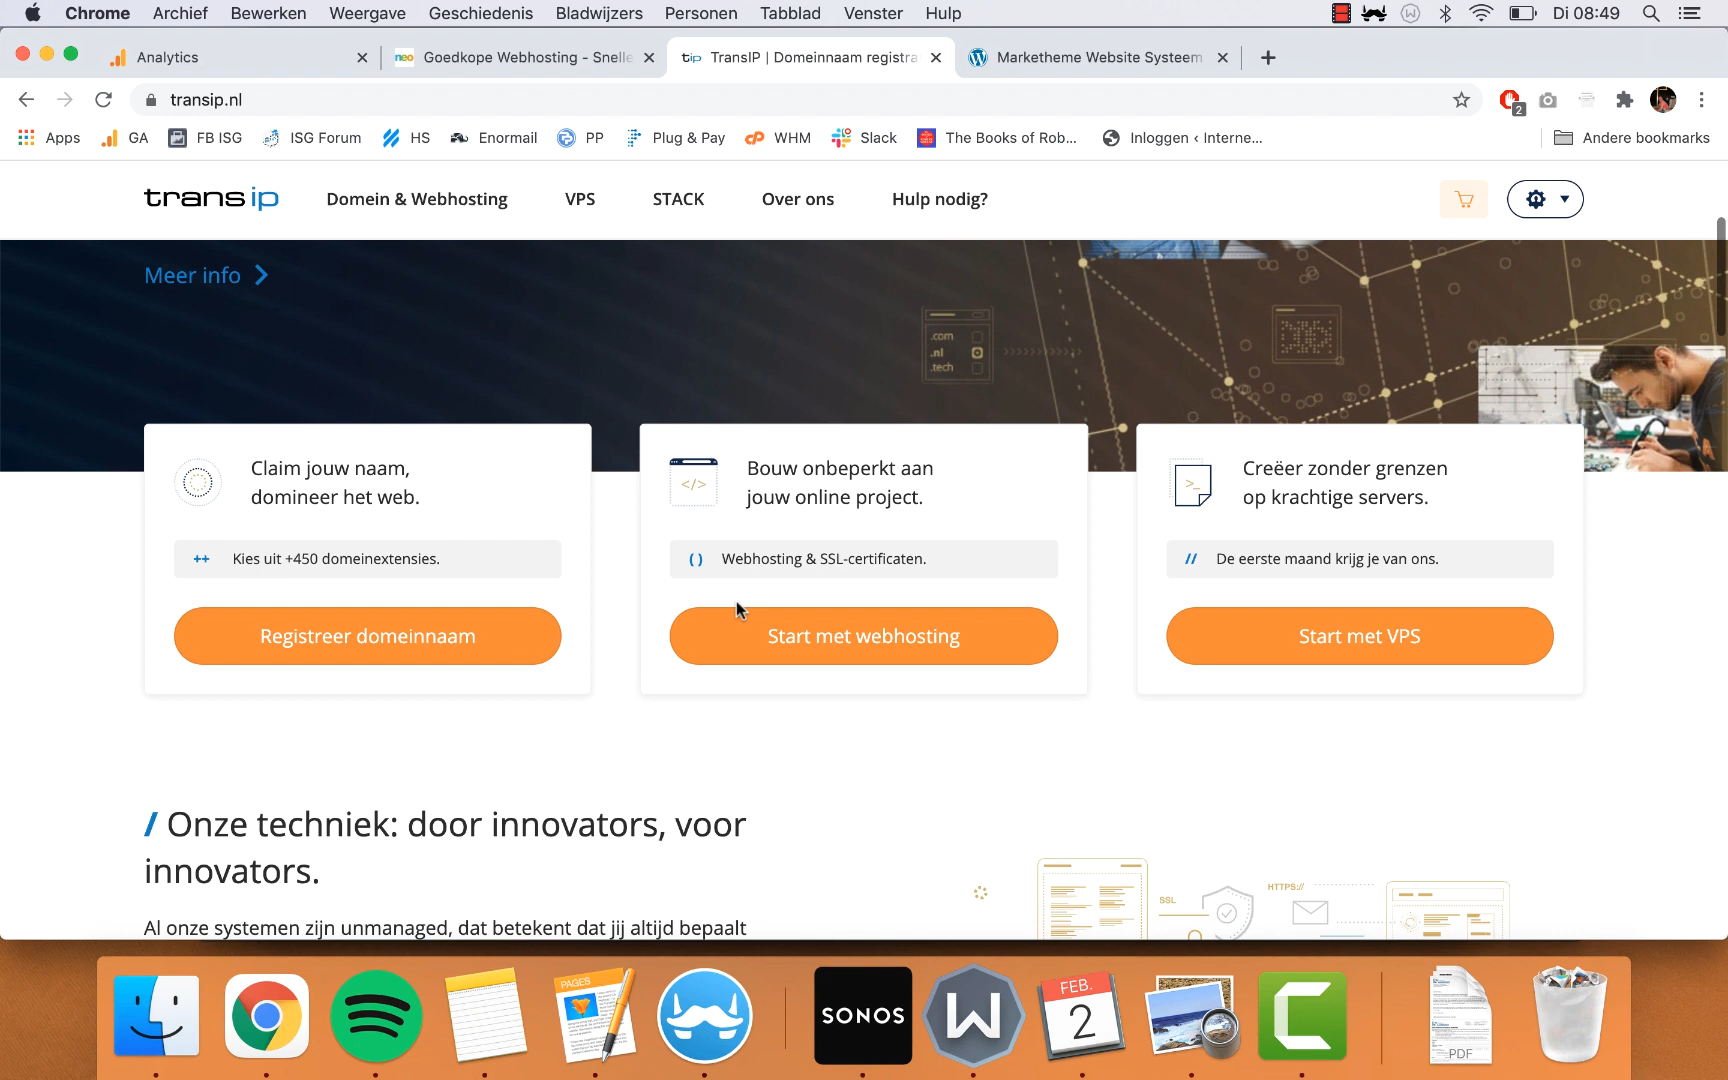 Chrome Archief Bewerken Weergave Geschiedenis Bladwijzers Personen Tabblad Venster Hulp Di 08:49
Analytics
neo Goedkope Webhosting - Snelle
tip TransIP | Domeinnaam registra
Marketheme Website Systeem
transip.nl
2
Apps GA FB ISG ISG Forum HS Enormail PP Plug & Pay WHM Slack The Books of Rob... Inloggen ‹ Interne... Andere bookmarks
transip Domein & Webhosting VPS STACK Over ons Hulp nodig?
Meer info
.com
.nl
.tech
Claim jouw naam,
domineer het web.
++ Kies uit +450 domeinextensies.
Registreer domeinnaam
</>
Bouw onbeperkt aan
jouw online project.
( ) Webhosting & SSL-certificaten.
Start met webhosting
>_
Creëer zonder grenzen
op krachtige servers.
// De eerste maand krijg je van ons.
Start met VPS
/ Onze techniek: door innovators, voor
innovators.
Al onze systemen zijn unmanaged, dat betekent dat jij altijd bepaalt
SSL
HTTPS://
PAGES
SONOS
W
FEB.
2
C
PDF